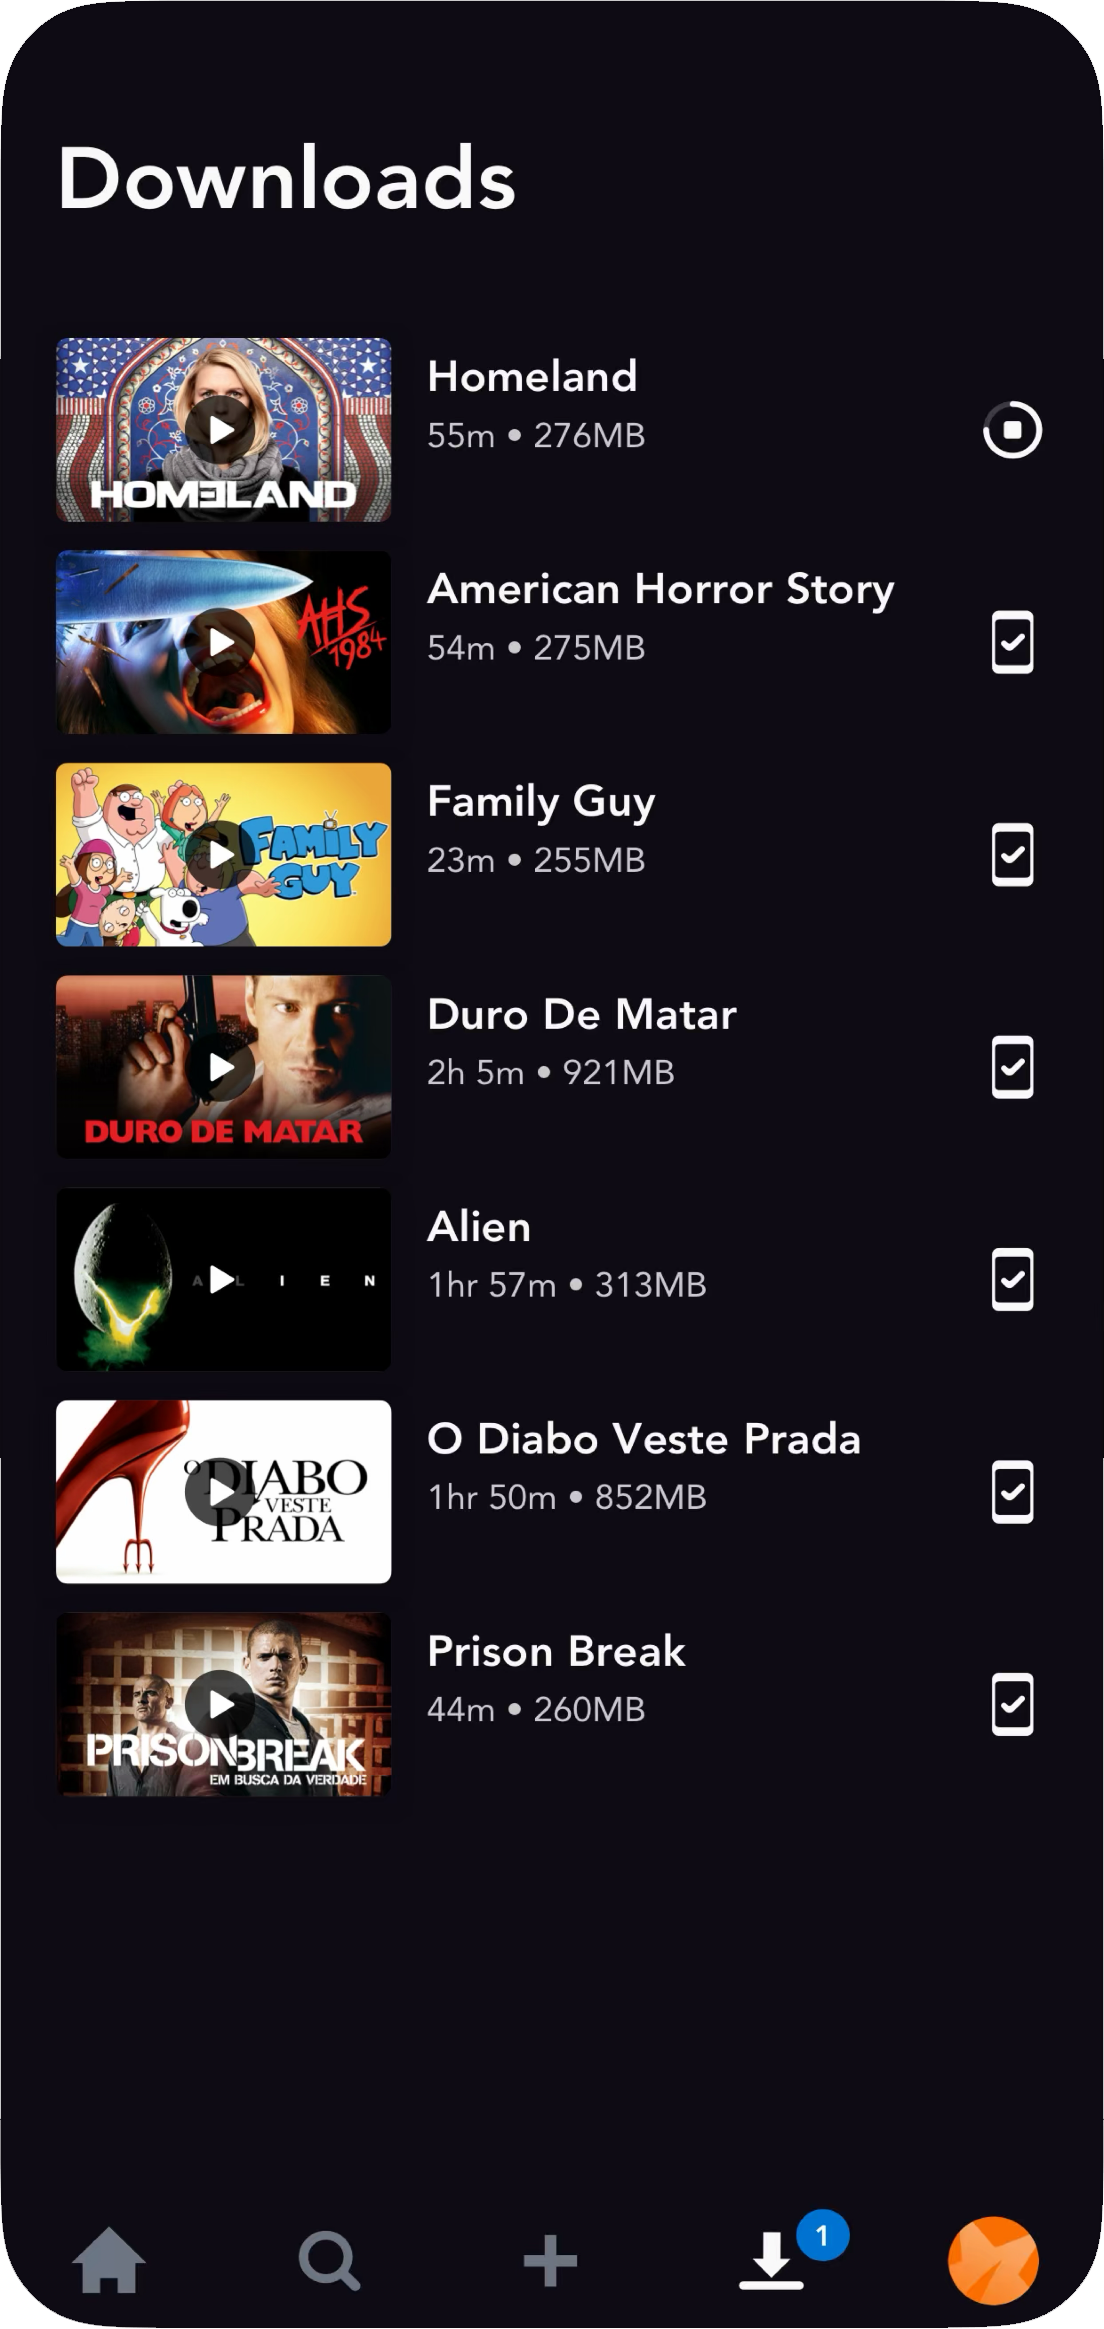 Downloads
HOMELAND
Homeland
55m • 276MB
AHS
1984
American Horror Story
54m • 275MB
FAMILY
GUY
Family Guy
23m • 255MB
DURO DE MATAR
Duro De Matar
2h 5m • 921MB
A L I E N
Alien
1hr 57m • 313MB
O DIABO
VESTE
PRADA
O Diabo Veste Prada
1hr 50m • 852MB
PRISON BREAK
EM BUSCA DA VERDADE
Prison Break
44m • 260MB
1